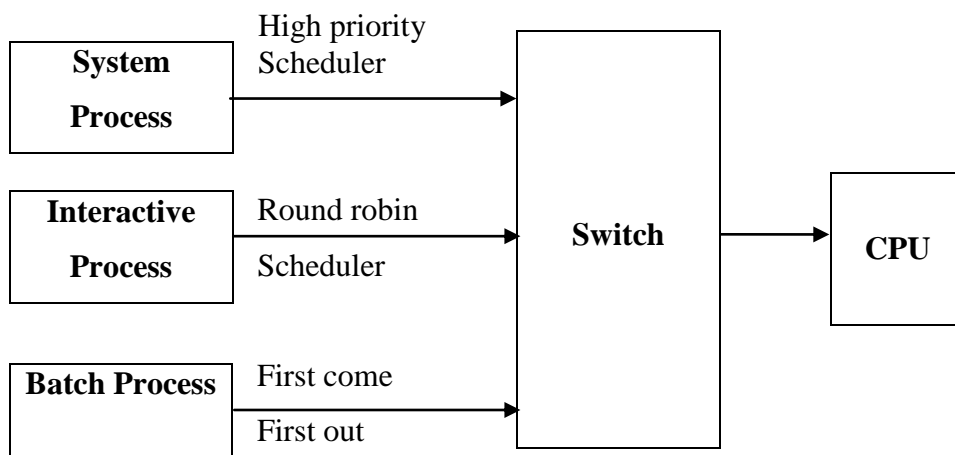 System
Process
High priority
Scheduler
Interactive
Process
Round robin
Scheduler
Batch Process
First come
First out
Switch
CPU